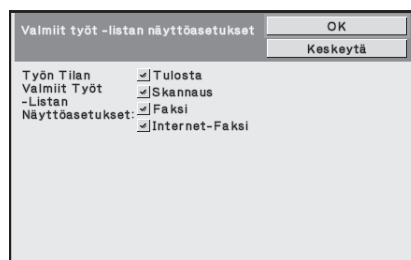 Valmiit työt -listan näyttöasetukset
OK
Keskeytä
Työn Tilan
Valmiit Työt
-Listan
Näyttöasetukset:
Tulosta
Skannaus
Faksi
Internet-Faksi